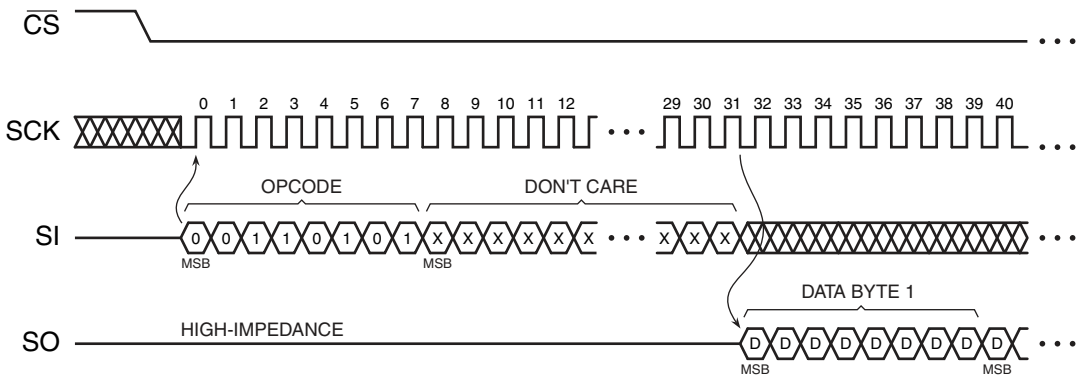 CS
0 1 2 3 4 5 6 7 8 9 10 11 12 29 30 31 32 33 34 35 36 37 38 39 40
SCK
OPCODE DON'T CARE
SI 0 0 1 1 0 1 0 1 X X X X X X X X X
MSB MSB
DATA BYTE 1
HIGH-IMPEDANCE
SO D D D D D D D D D
MSB MSB